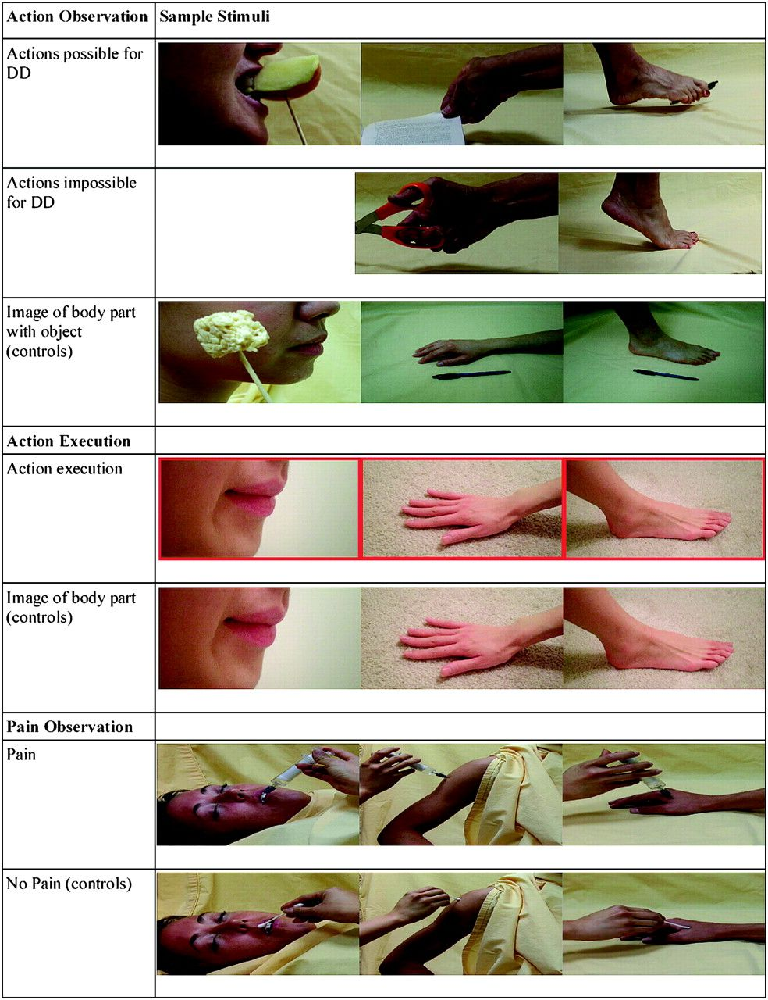 Action Observation
Sample Stimuli
Actions possible for
DD
Actions impossible
for DD
Image of body part
with object
(controls)
Action Execution
Action execution
Image of body part
(controls)
Pain Observation
Pain
No Pain (controls)